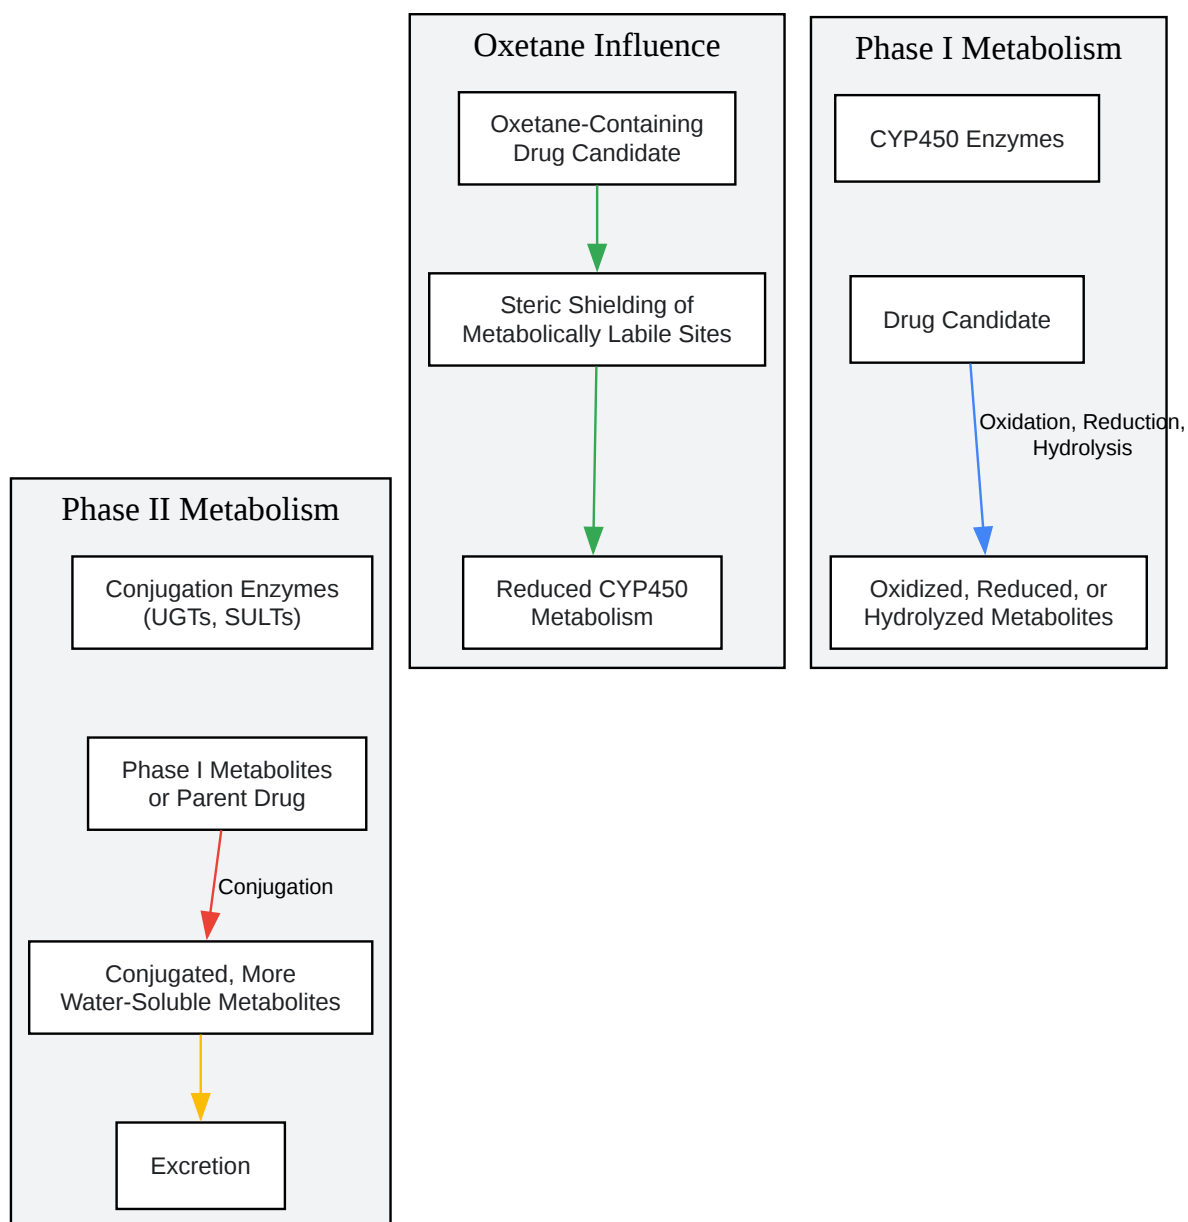 Oxetane Influence
Oxetane-Containing
Drug Candidate
Steric Shielding of
Metabolically Labile Sites
Reduced CYP450
Metabolism
Phase I Metabolism
CYP450 Enzymes
Drug Candidate
Oxidation, Reduction,
Hydrolysis
Oxidized, Reduced, or
Hydrolyzed Metabolites
Phase II Metabolism
Conjugation Enzymes
(UGTs, SULTs)
Phase I Metabolites
or Parent Drug
Conjugation
Conjugated, More
Water-Soluble Metabolites
Excretion